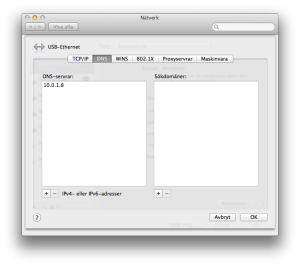 Nätverk
Visa alla
USB-Ethernet
TCP/IP DNS WINS 802.1X Proxyservrar Maskinvara
DNS-servrar: Sökdomäner:
10.0.1.8
+ − IPv4- eller IPv6-adresser + −
? Avbryt OK